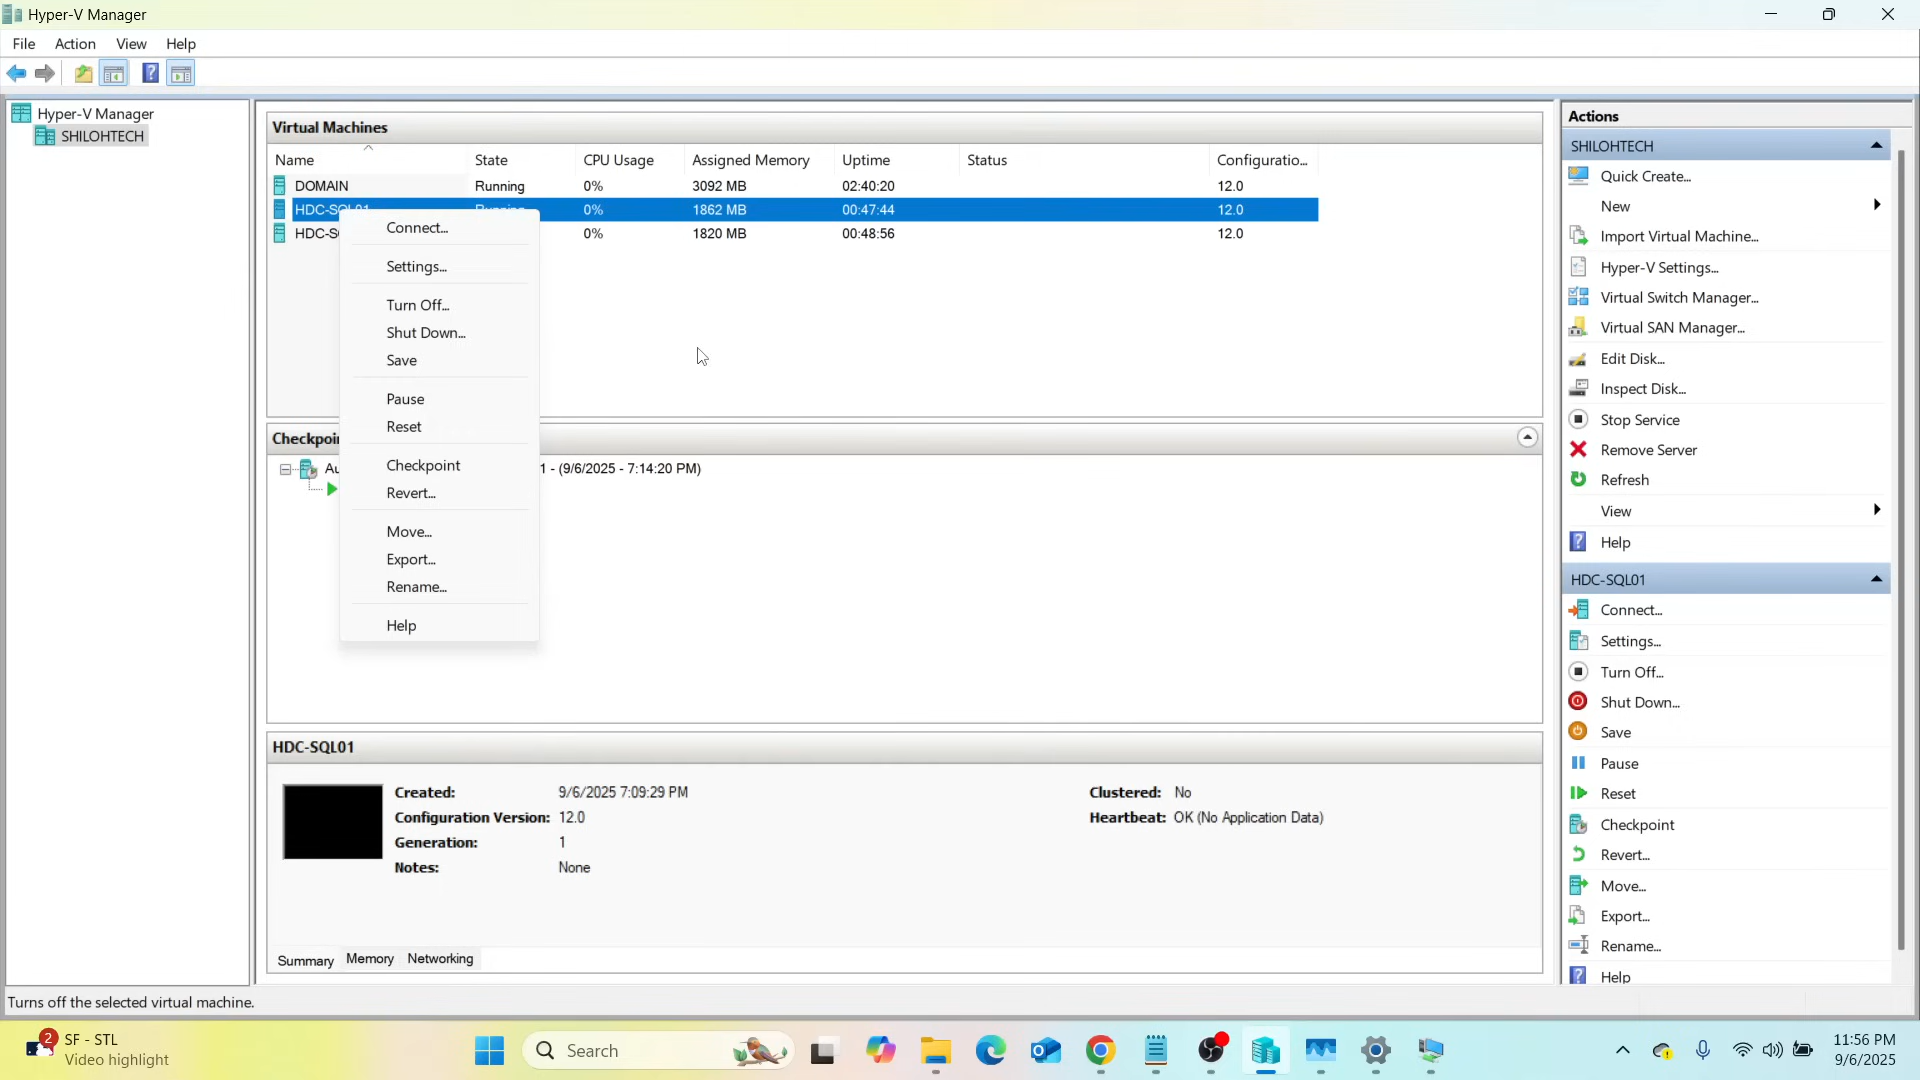 Hyper-V Manager
File Action View Help
Hyper-V Manager
SHILOHTECH
Virtual Machines
Name State CPU Usage Assigned Memory Uptime Status Configuratio...
DOMAIN Running 0% 3092 MB 02:40:20 12.0
HDC-SQL01 Running 0% 1862 MB 00:47:44 12.0
0% 1820 MB 00:48:56 12.0
Connect...
Settings...
Turn Off...
Shut Down...
Save
Pause
Reset
Checkpoint
Revert...
Move...
Export...
Rename...
Help
1 - (9/6/2025 - 7:14:20 PM)
HDC-SQL01
Created: 9/6/2025 7:09:29 PM Clustered: No
Configuration Version: 12.0 Heartbeat: OK (No Application Data)
Generation: 1
Notes: None
Summary Memory Networking
Actions
SHILOHTECH
Quick Create...
New
Import Virtual Machine...
Hyper-V Settings...
Virtual Switch Manager...
Virtual SAN Manager...
Edit Disk...
Inspect Disk...
Stop Service
Remove Server
Refresh
View
Help
HDC-SQL01
Connect...
Settings...
Turn Off...
Shut Down...
Save
Pause
Reset
Checkpoint
Revert...
Move...
Export...
Rename...
Help
Turns off the selected virtual machine.
2 SF - STL
Video highlight
Search
11:56 PM
9/6/2025